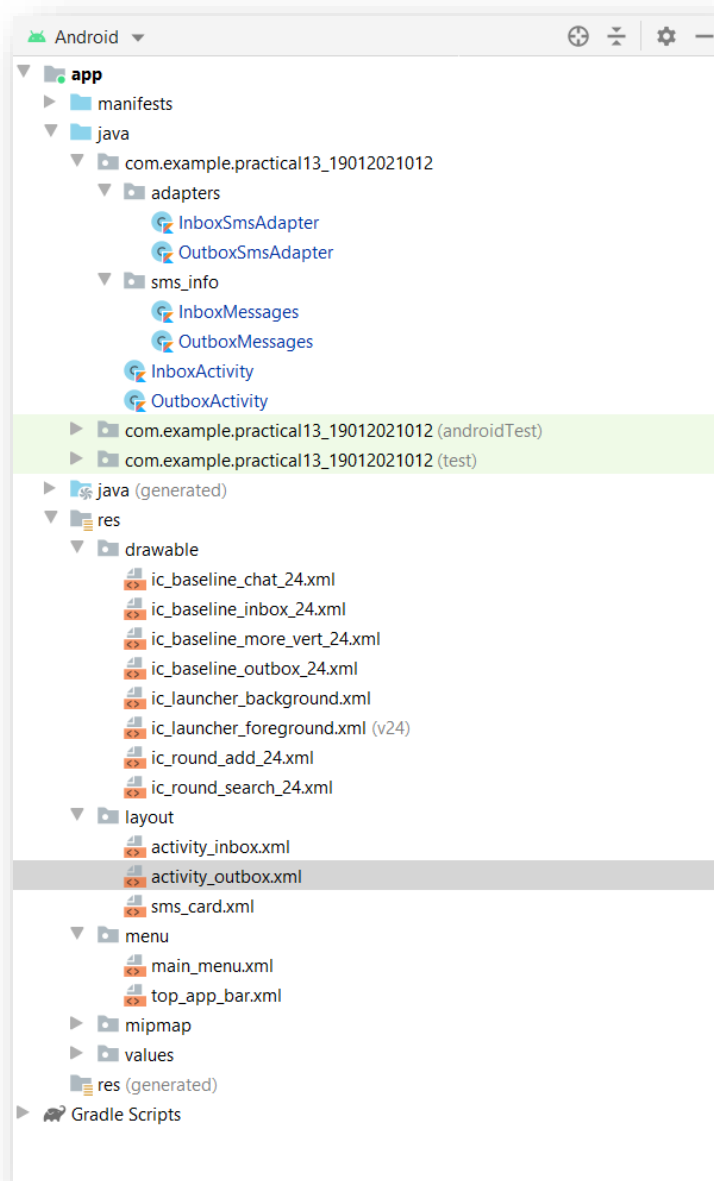 Android
app
manifests
java
com.example.practical13_19012021012
adapters
InboxSmsAdapter
OutboxSmsAdapter
sms_info
InboxMessages
OutboxMessages
InboxActivity
OutboxActivity
com.example.practical13_19012021012 (androidTest)
com.example.practical13_19012021012 (test)
java (generated)
res
drawable
ic_baseline_chat_24.xml
ic_baseline_inbox_24.xml
ic_baseline_more_vert_24.xml
ic_baseline_outbox_24.xml
ic_launcher_background.xml
ic_launcher_foreground.xml (v24)
ic_round_add_24.xml
ic_round_search_24.xml
layout
activity_inbox.xml
activity_outbox.xml
sms_card.xml
menu
main_menu.xml
top_app_bar.xml
mipmap
values
res (generated)
Gradle Scripts